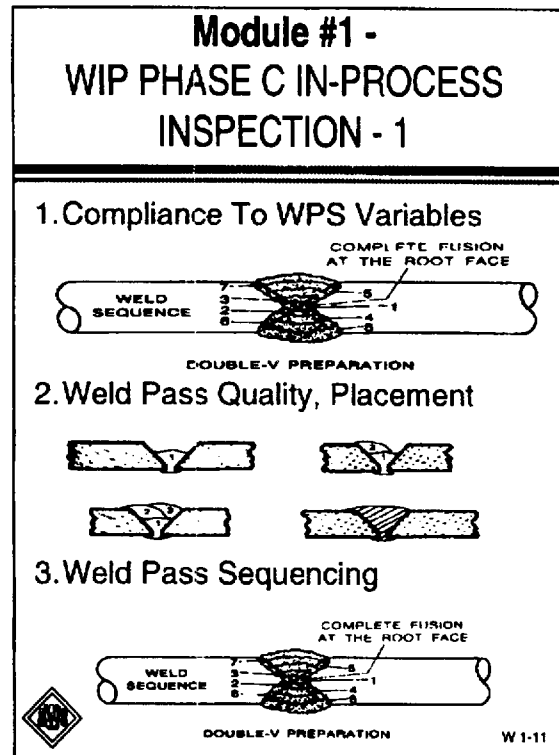 Module #1 -
WIP PHASE C IN-PROCESS
INSPECTION - 1
1.Compliance To WPS Variables
COMPLETE FUSION
AT THE ROOT FACE
WELD
SEQUENCE
7
3
2
6
5
1
4
DOUBLE-V PREPARATION
2.Weld Pass Quality, Placement
1
2
1
2 3
1
3.Weld Pass Sequencing
COMPLETE FUSION
AT THE ROOT FACE
WELD
SEQUENCE
7
3
2
6
5
1
4
DOUBLE-V PREPARATION
W 1-11